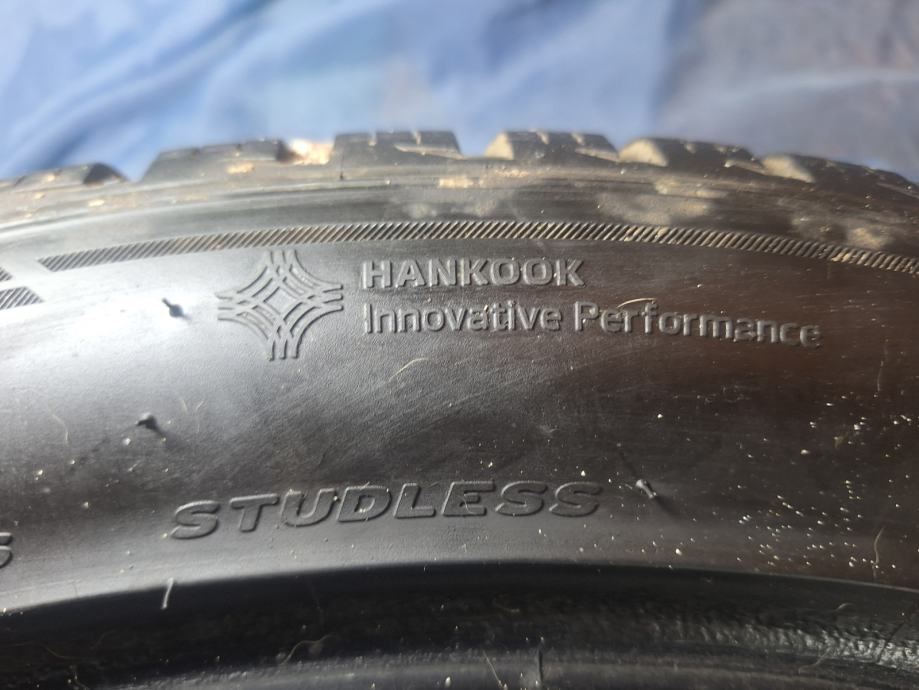 HANKOOK
Innovative Performance
STUDLESS